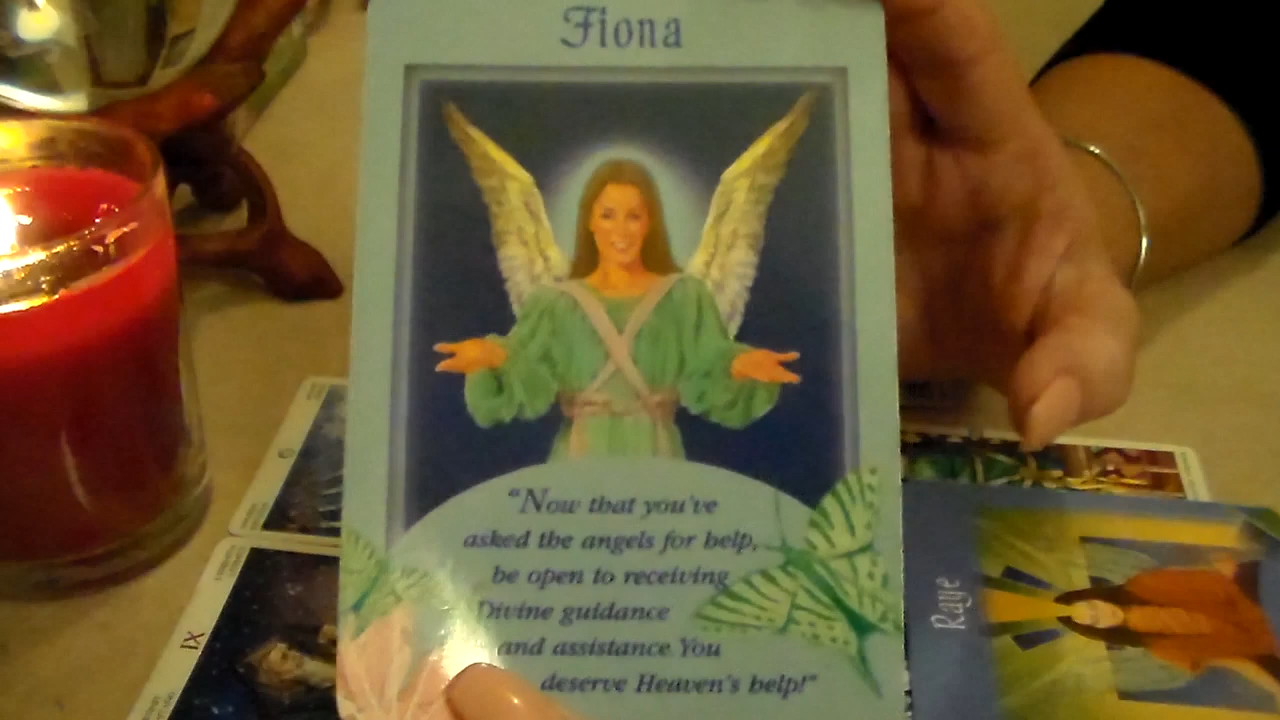 Fiona
"Now that you've
asked the angels for help,
be open to receiving
Divine guidance
and assistance You
deserve Heaven's help!"
IX
Raye